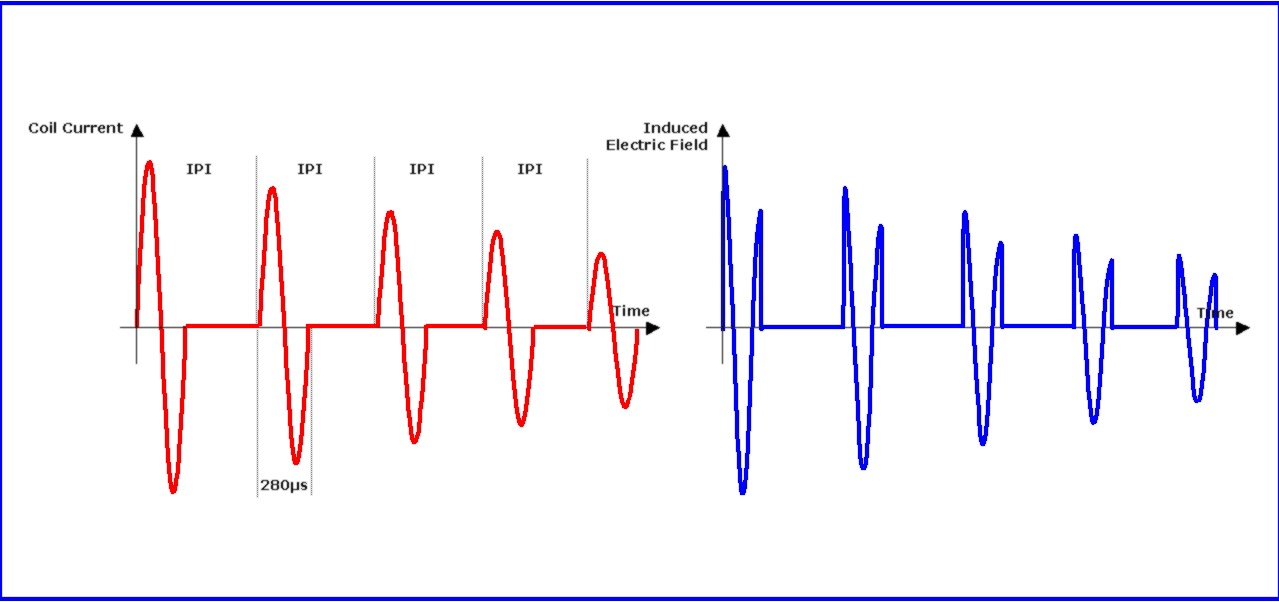 Coil Current
IPI
IPI
IPI
IPI
Time
280µs
Induced
Electric Field
Time